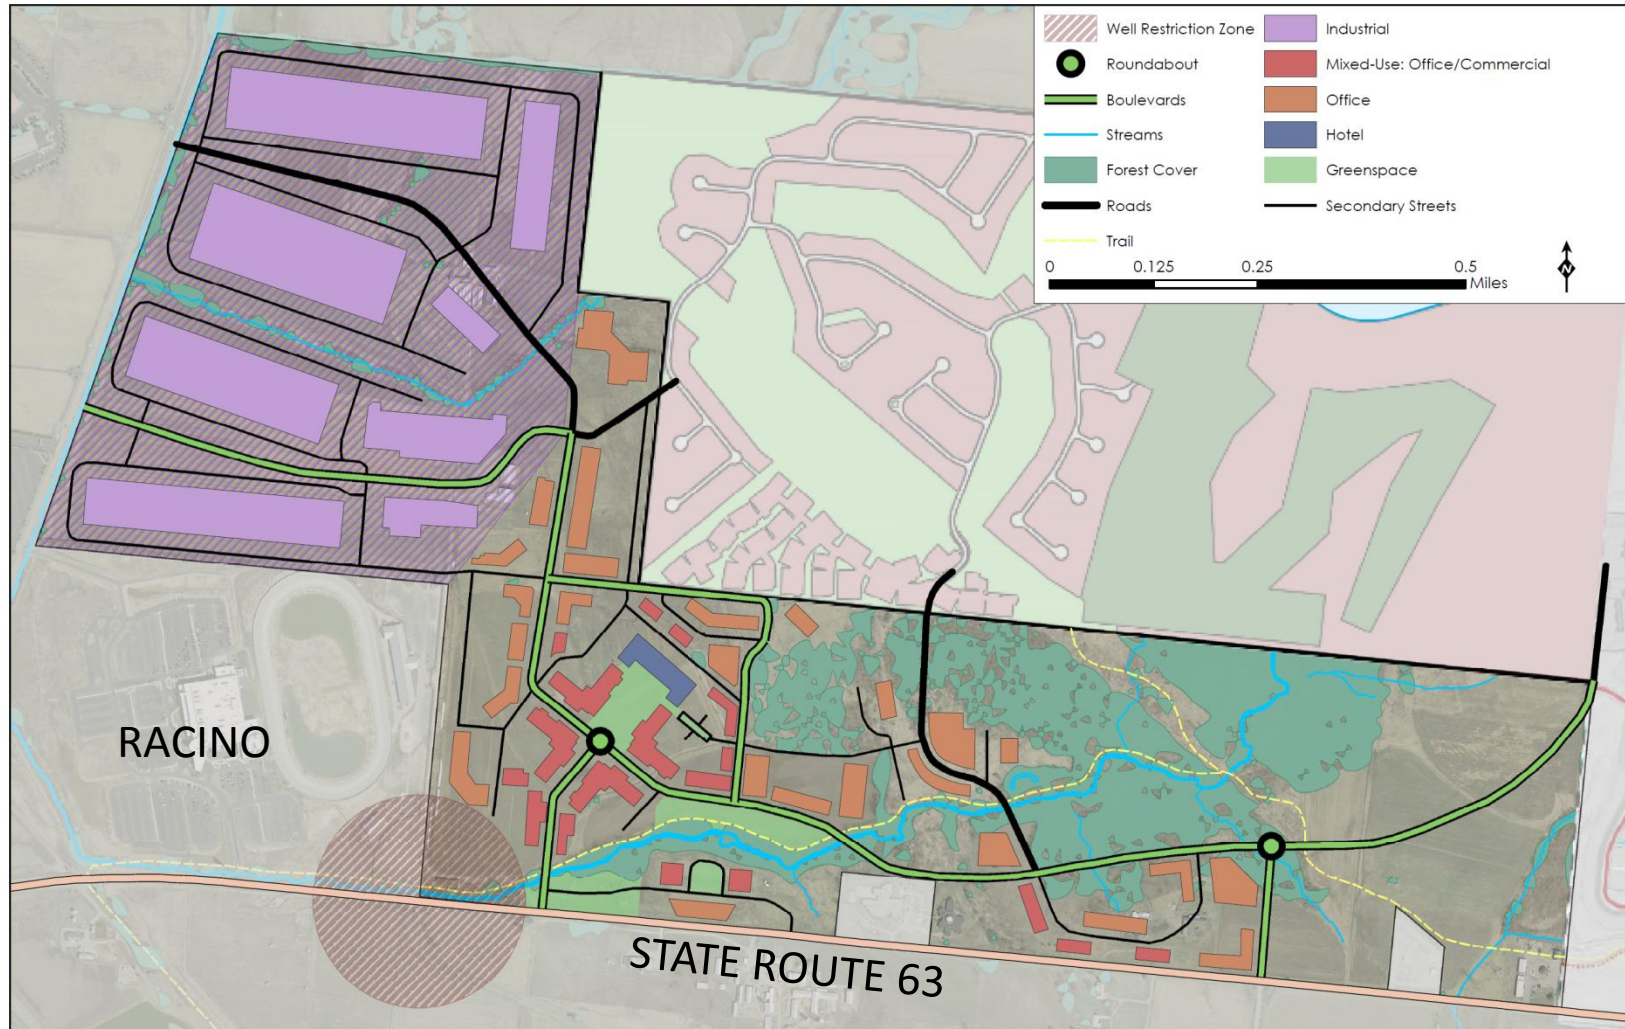 Well Restriction Zone
Industrial
Roundabout
Mixed-Use: Office/Commercial
Boulevards
Office
Streams
Hotel
Forest Cover
Greenspace
Roads
Secondary Streets
Trail
0 0.125 0.25 0.5
Miles
N
RACINO
STATE ROUTE 63